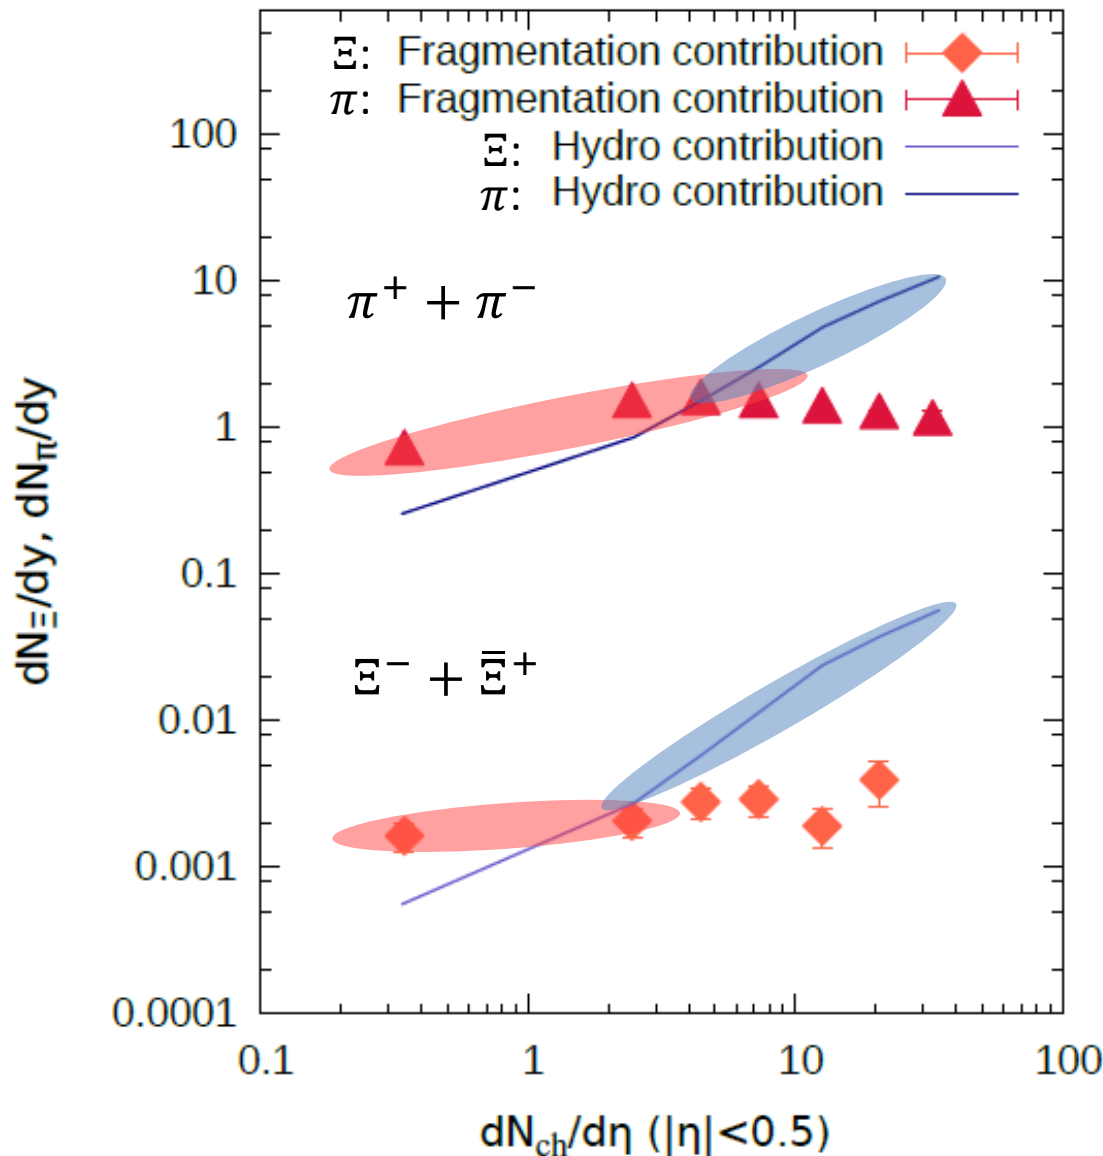 Ξ: Fragmentation contribution
π: Fragmentation contribution
Ξ: Hydro contribution
π: Hydro contribution
100
10
1
0.1
0.01
0.001
0.0001
π⁺ + π⁻
Ξ⁻ + Ξ̄⁺
dN_Ξ/dy, dN_π/dy
0.1 1 10 100
dN_ch/dη (|η|<0.5)